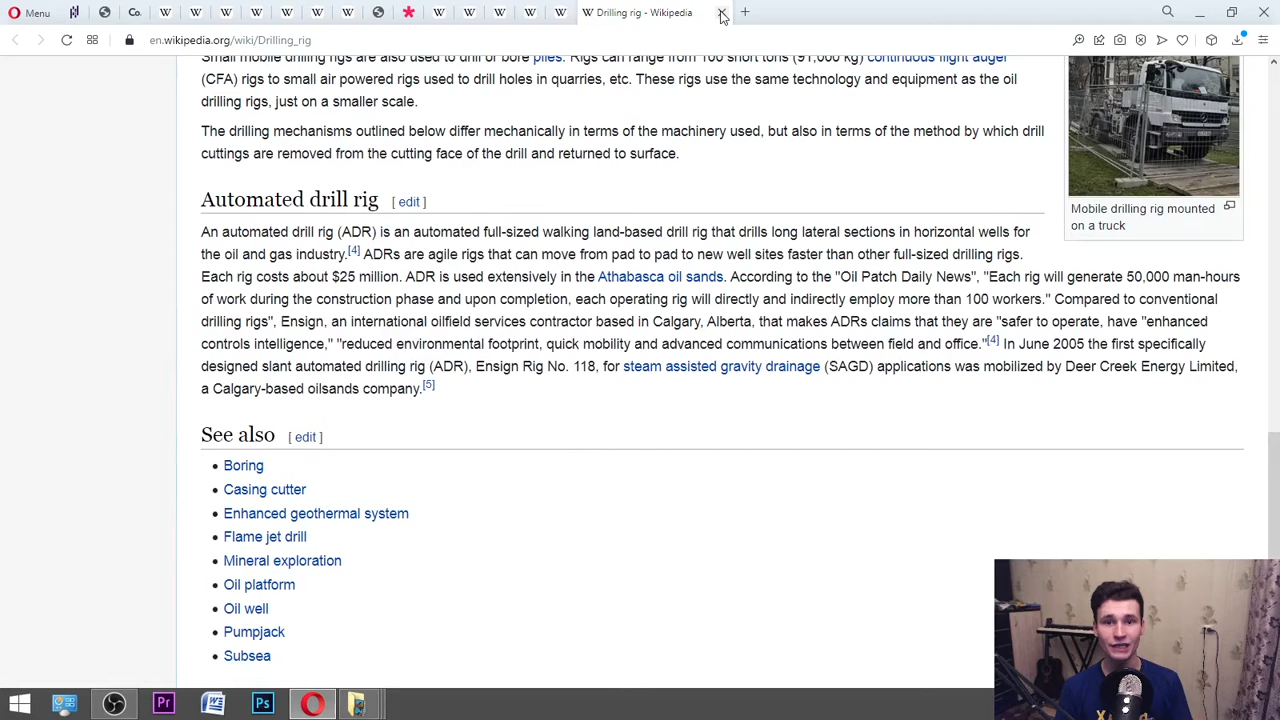 Menu
Co.
Drilling rig - Wikipedia
en.wikipedia.org/wiki/Drilling_rig
Small mobile drilling rigs are also used to drill or bore piles. Rigs can range from 100 short tons (91,000 kg) continuous flight auger
(CFA) rigs to small air powered rigs used to drill holes in quarries, etc. These rigs use the same technology and equipment as the oil
drilling rigs, just on a smaller scale.
The drilling mechanisms outlined below differ mechanically in terms of the machinery used, but also in terms of the method by which drill
cuttings are removed from the cutting face of the drill and returned to surface.
Mobile drilling rig mounted
on a truck
Automated drill rig [ edit ]
An automated drill rig (ADR) is an automated full-sized walking land-based drill rig that drills long lateral sections in horizontal wells for
the oil and gas industry.[4] ADRs are agile rigs that can move from pad to pad to new well sites faster than other full-sized drilling rigs.
Each rig costs about $25 million. ADR is used extensively in the Athabasca oil sands. According to the "Oil Patch Daily News", "Each rig will generate 50,000 man-hours
of work during the construction phase and upon completion, each operating rig will directly and indirectly employ more than 100 workers." Compared to conventional
drilling rigs", Ensign, an international oilfield services contractor based in Calgary, Alberta, that makes ADRs claims that they are "safer to operate, have "enhanced
controls intelligence," "reduced environmental footprint, quick mobility and advanced communications between field and office."[4] In June 2005 the first specifically
designed slant automated drilling rig (ADR), Ensign Rig No. 118, for steam assisted gravity drainage (SAGD) applications was mobilized by Deer Creek Energy Limited,
a Calgary-based oilsands company.[5]
See also [ edit ]
Boring
Casing cutter
Enhanced geothermal system
Flame jet drill
Mineral exploration
Oil platform
Oil well
Pumpjack
Subsea
Pr
Ps